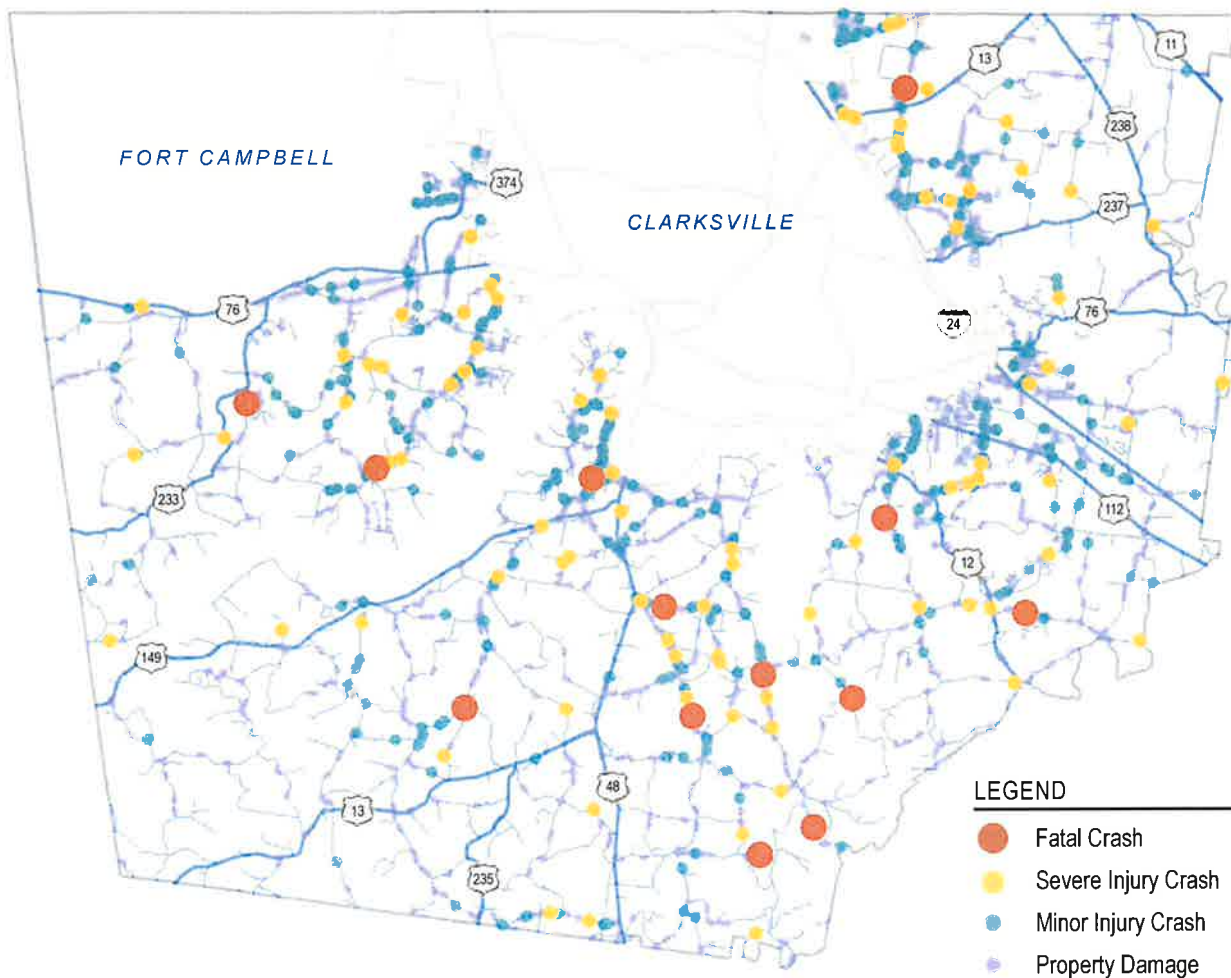 11
13
238
FORT CAMPBELL
374
237
CLARKSVILLE
76
76
24
233
112
12
149
48
13
235
LEGEND
Fatal Crash
Severe Injury Crash
Minor Injury Crash
Property Damage